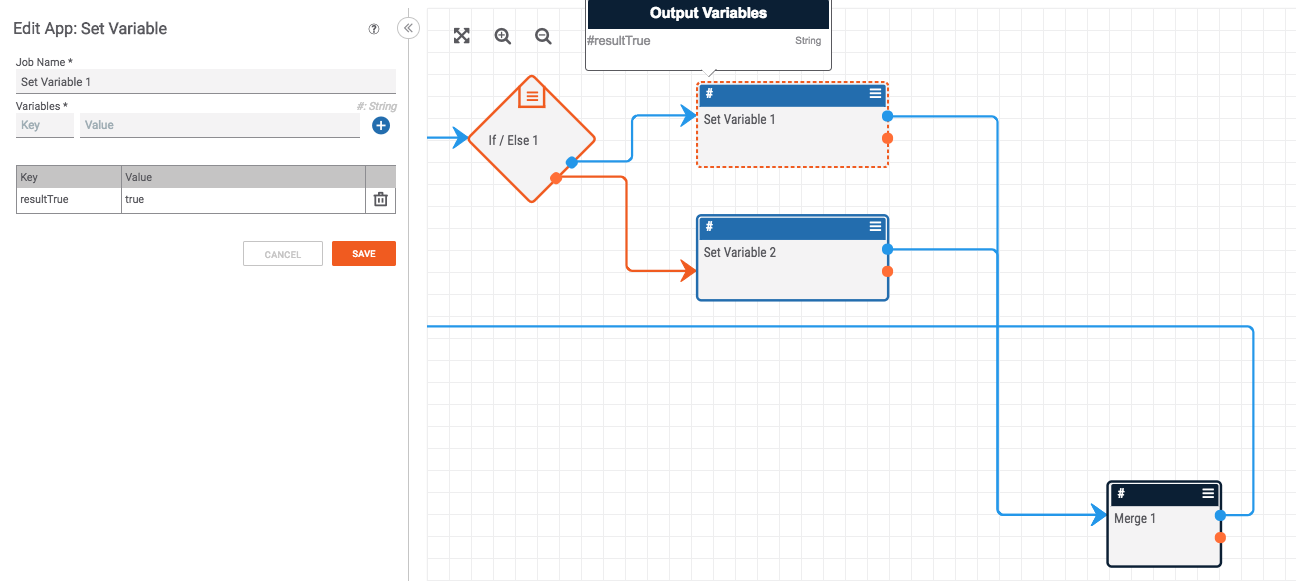 Edit App: Set Variable
Job Name *
Set Variable 1
Variables *
#: String
Key
Value
Key
Value
resultTrue
true
CANCEL
SAVE
Output Variables
#resultTrue
String
If / Else 1
#
Set Variable 1
#
Set Variable 2
#
Merge 1